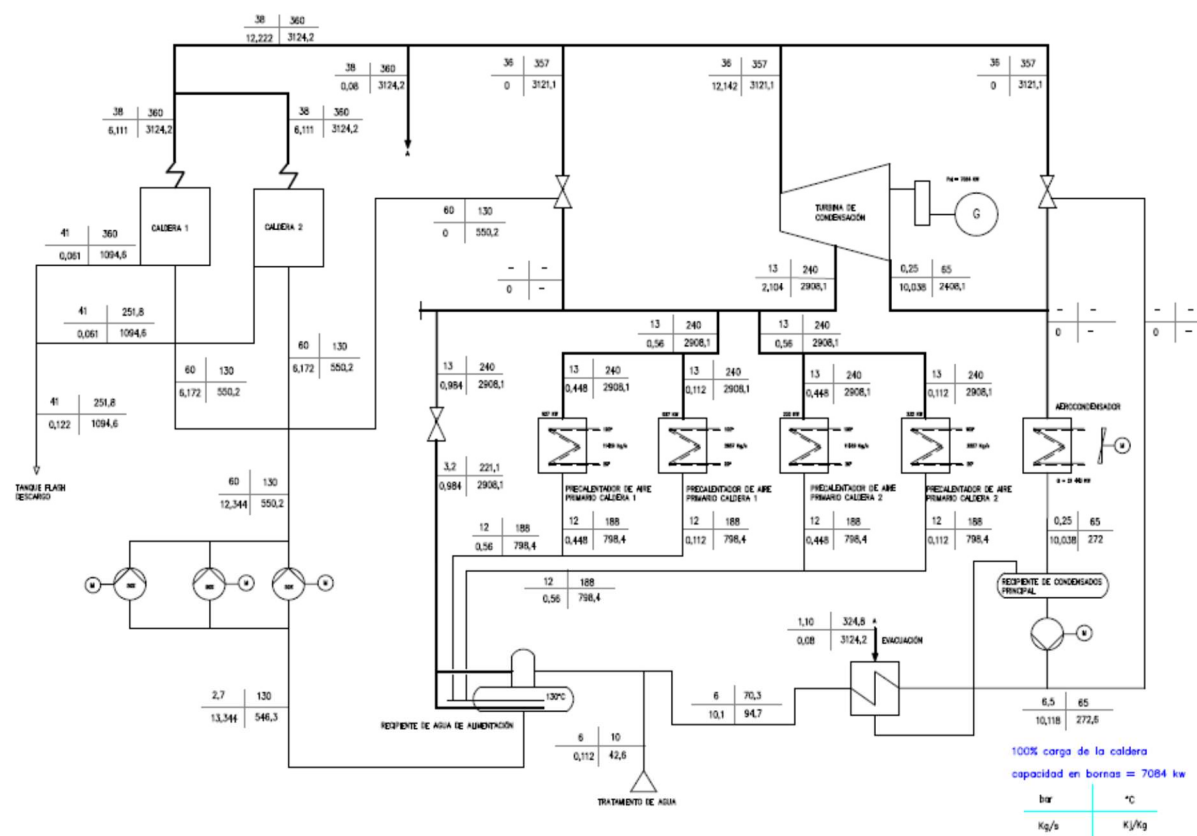 38 360
12,222 3124,2
38 360
0,08 3124,2
36 357
0 3121,1
36 357
12,142 3121,1
36 357
0 3121,1
38 360
6,111 3124,2
38 360
6,111 3124,2
A
TURBINA DE
CONDENSACIÓN
G
CALDERA 1
CALDERA 2
60 130
0 550,2
41 360
0,061 1094,6
- -
0 -
13 240
2,104 2908,1
0,25 65
10,038 2408,1
41 251,8
0,061 1094,6
60 130
6,172 550,2
60 130
6,172 550,2
13 240
0,56 2908,1
13 240
0,56 2908,1
- -
0 -
- -
0 -
13 240
0,984 2908,1
13 240
0,448 2908,1
13 240
0,112 2908,1
13 240
0,448 2908,1
13 240
0,112 2908,1
41 251,8
0,122 1094,6
AEROCONDENSADOR
M
TANQUE FLASH
DESCARGO
60 130
12,344 550,2
3,2 221,1
0,984 2908,1
PRECALENTADOR DE AIRE
PRIMARIO CALDERA 1
PRECALENTADOR DE AIRE
PRIMARIO CALDERA 1
PRECALENTADOR DE AIRE
PRIMARIO CALDERA 2
PRECALENTADOR DE AIRE
PRIMARIO CALDERA 2
12 188
0,56 798,4
12 188
0,448 798,4
12 188
0,112 798,4
12 188
0,448 798,4
12 188
0,112 798,4
0,25 65
10,038 272
M
M
M
12 188
0,56 798,4
RECIPIENTE DE CONDENSADOS
PRINCIPAL
M
1,10 324,8
0,08 3124,2
A
EVACUACIÓN
2,7 130
13,344 546,3
130°C
RECIPIENTE DE AGUA DE ALIMENTACIÓN
6 70,3
10,1 94,7
6,5 65
10,118 272,6
6 10
0,112 42,6
TRATAMIENTO DE AGUA
100% carga de la caldera
capacidad en bornas = 7084 kw
bar °C
Kg/s Kj/Kg